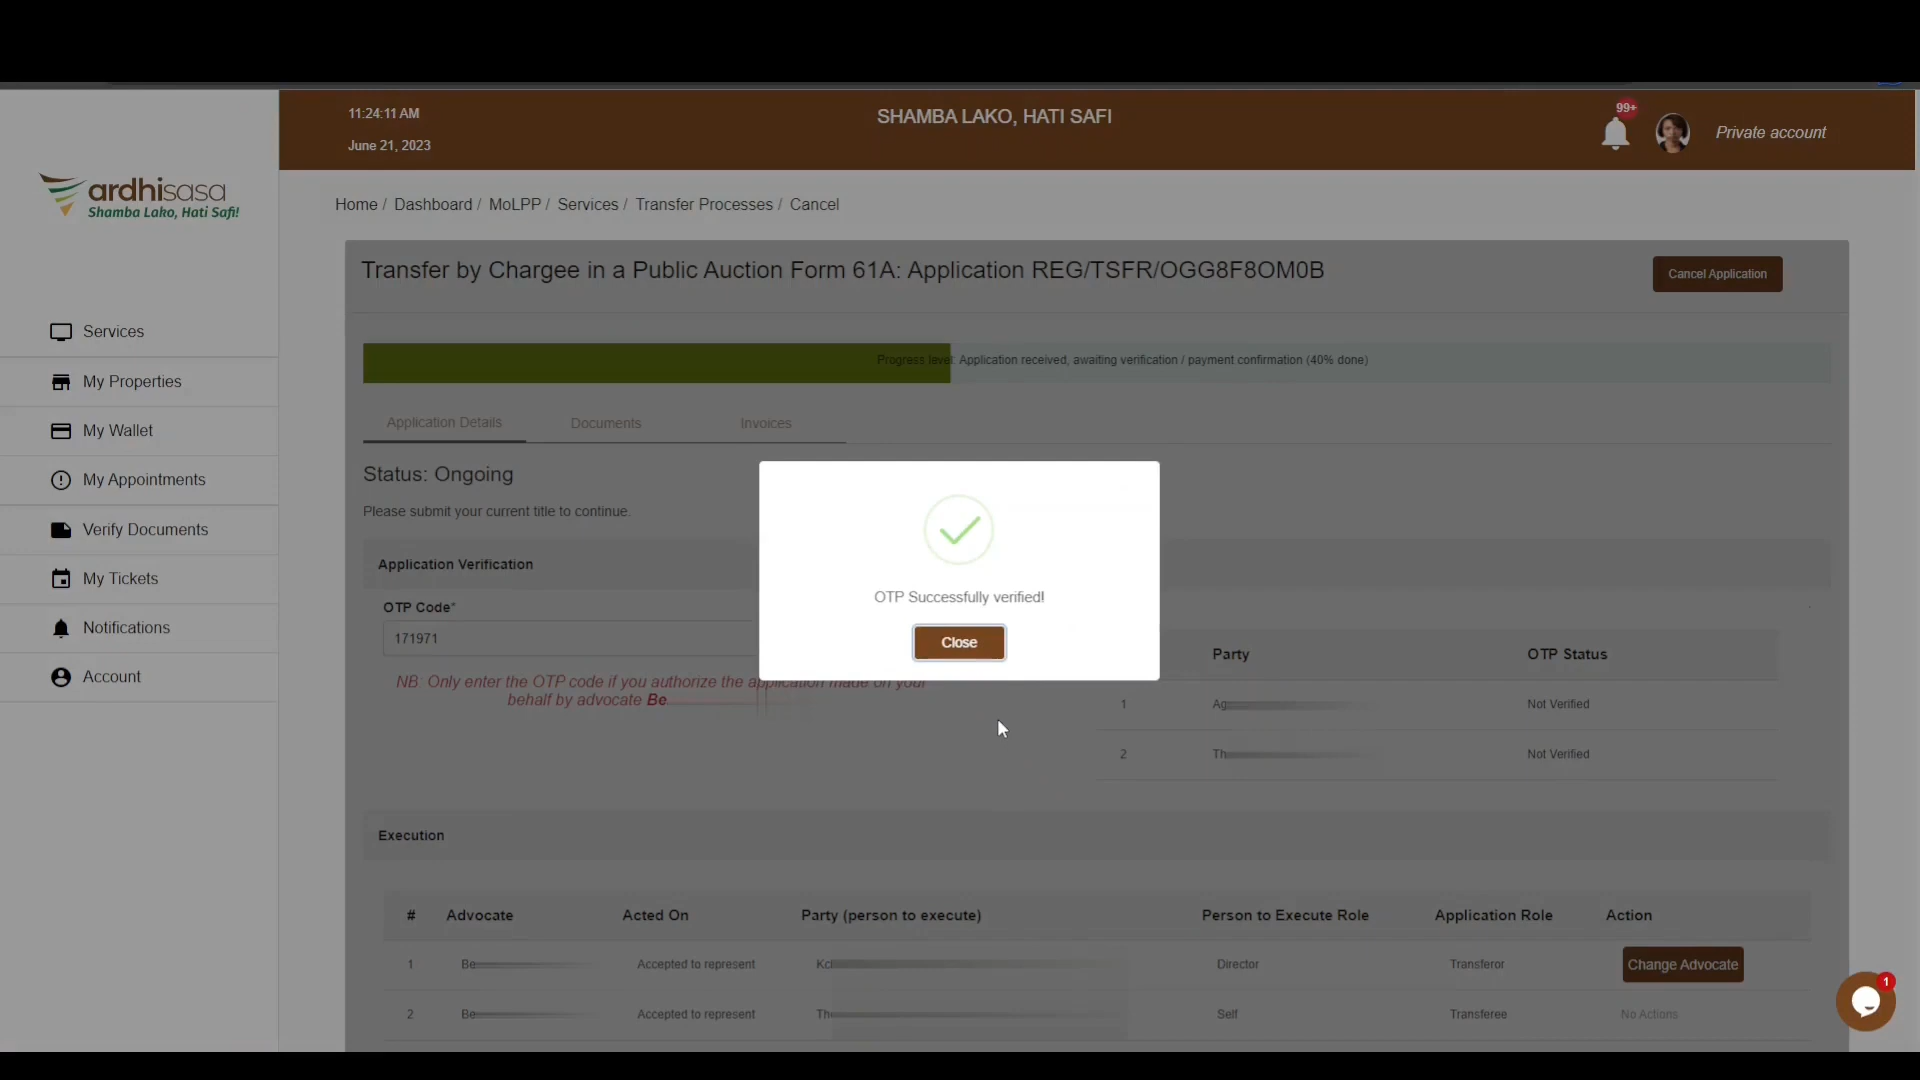 11:24:11 AM
June 21, 2023
SHAMBA LAKO, HATI SAFI
99+
Private account
ardhisasa
Shamba Lako, Hati Safi!
Home / Dashboard / MoLPP / Services / Transfer Processes / Cancel
Services
My Properties
My Wallet
My Appointments
Verify Documents
My Tickets
Notifications
Account
Transfer by Chargee in a Public Auction Form 61A: Application REG/TSFR/OGG8F8OM0B
Cancel Application
Progress level: Application received, awaiting verification / payment confirmation (40% done)
Application Details Documents Invoices
Status: Ongoing
Please submit your current title to continue.
Application Verification
OTP Code*
171971
NB: Only enter the OTP code if you authorize the application made on your
behalf by advocate Be
OTP Successfully verified!
Close
Party OTP Status
1 Ag Not Verified
2 Th Not Verified
Execution
# Advocate Acted On Party (person to execute) Person to Execute Role Application Role Action
1 Be Accepted to represent Director Transferor Change Advocate
2 Be Accepted to represent Th Self Transferee No Actions
1